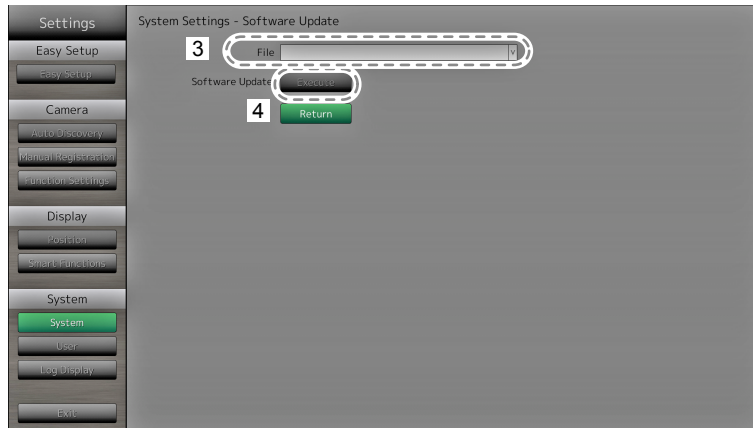 Settings
System Settings - Software Update
Easy Setup
Easy Setup
3
File
V
Software Update
Execute
4
Return
Camera
Auto Discovery
Manual Registration
Function Settings
Display
Position
Smart Functions
System
System
User
Log Display
Exit